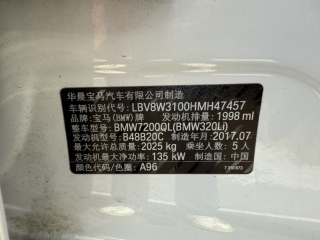 华晨宝马汽车有限公司制造
车辆识别代号：LBV8W3100HMH47457
品牌：宝马(BMW)牌 发动机排量：1998 ml
整车型号：BMW7200QL(BMW320Li)
发动机型号：B48B20C 制造年月：2017.07
最大允许总质量：2025 kg 乘坐人数：5 人
发动机最大净功率：135 kW 制造国：中国
颜色代码/色圈：A96